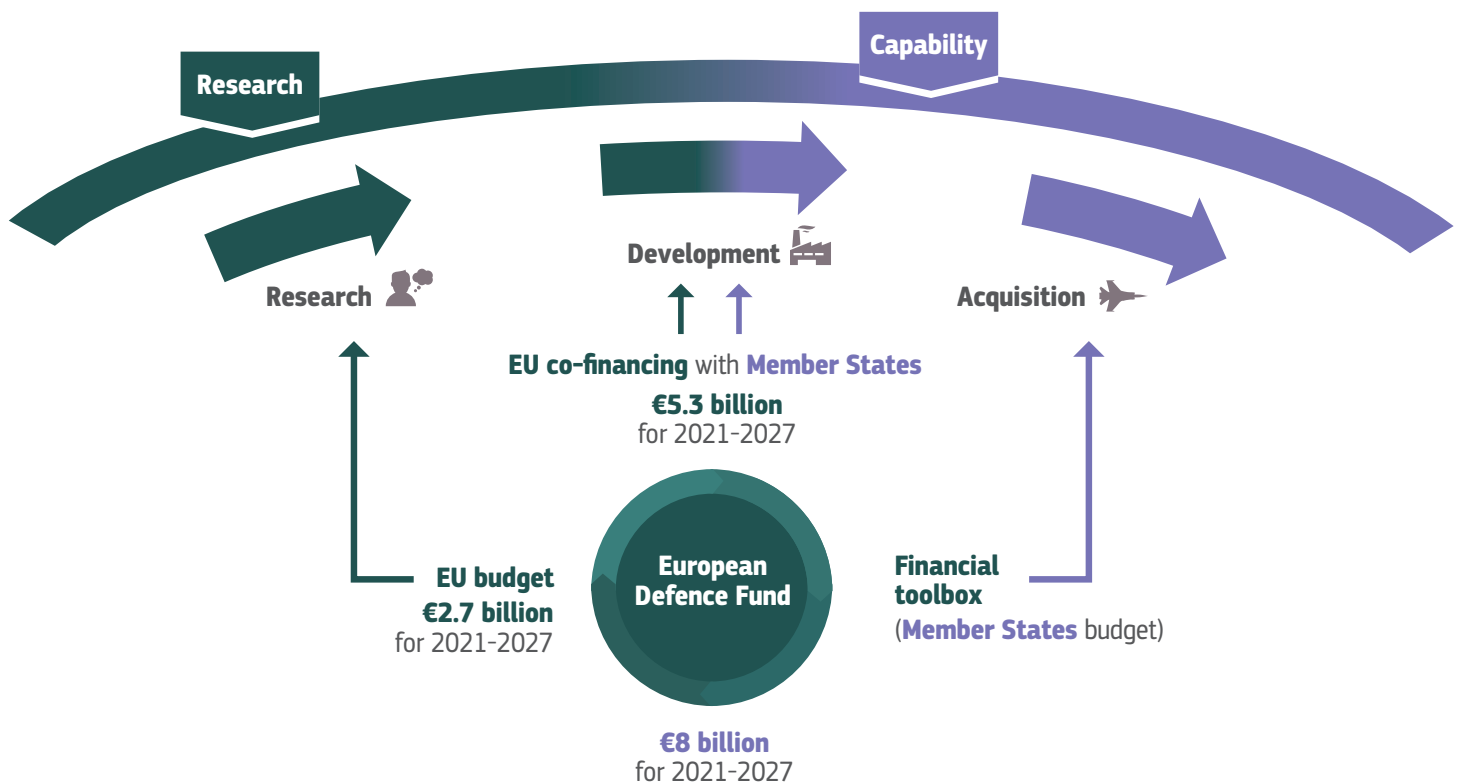 Research
Capability
Research
Development
Acquisition
EU co-financing with Member States
€5.3 billion
for 2021-2027
EU budget
€2.7 billion
for 2021-2027
European
Defence Fund
Financial
toolbox
(Member States budget)
€8 billion
for 2021-2027